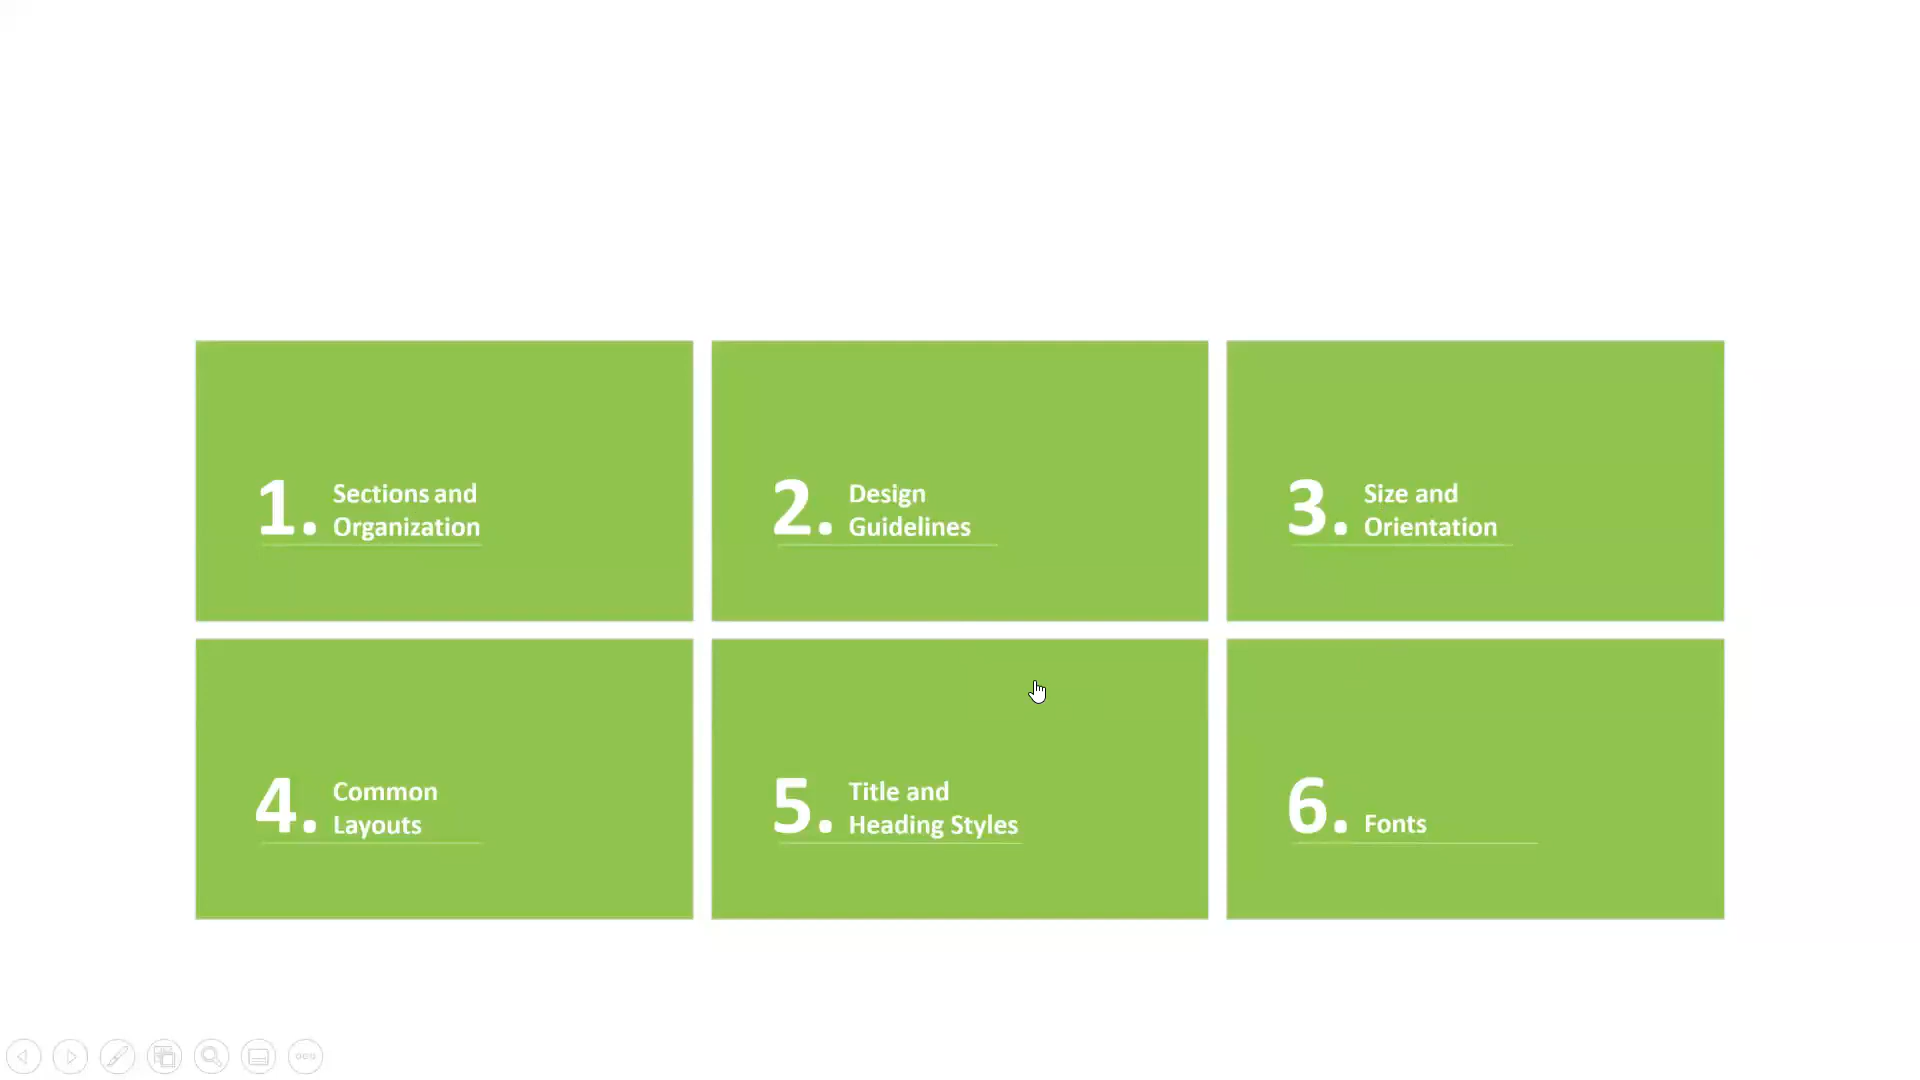 1. Sections and
Organization
2. Design
Guidelines
3. Size and
Orientation
4. Common
Layouts
5. Title and
Heading Styles
6. Fonts